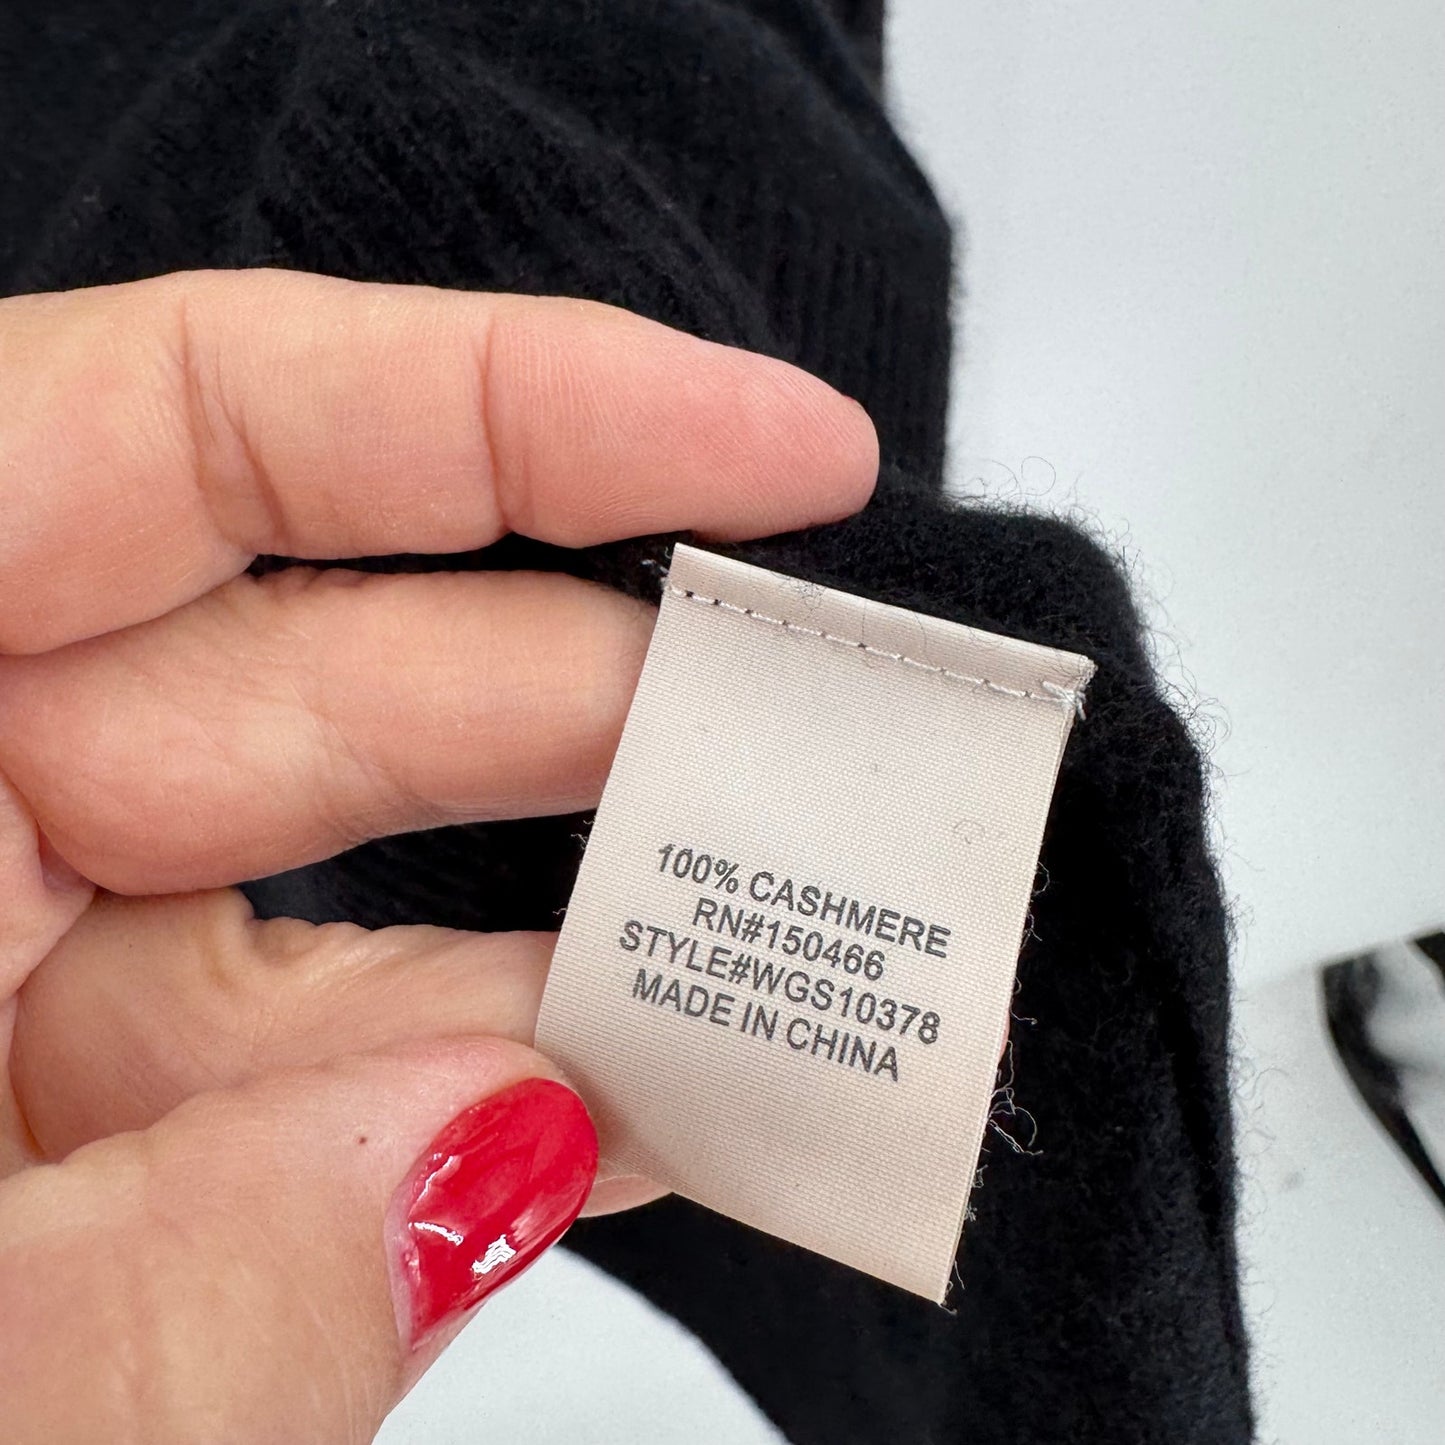 100% CASHMERE
RN#150466
STYLE#WGS10378
MADE IN CHINA